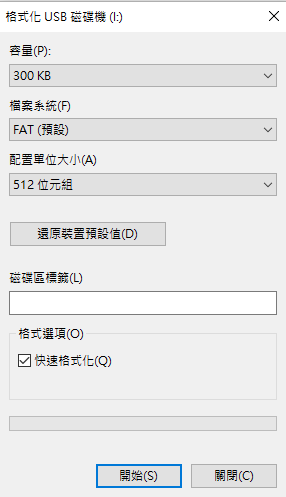 格式化 USB 磁碟機 (I:)
容量(P):
300 KB
檔案系統(F)
FAT (預設)
配置單位大小(A)
512 位元組
還原裝置預設值(D)
磁碟區標籤(L)
格式選項(O)
快速格式化(Q)
開始(S) 關閉(C)